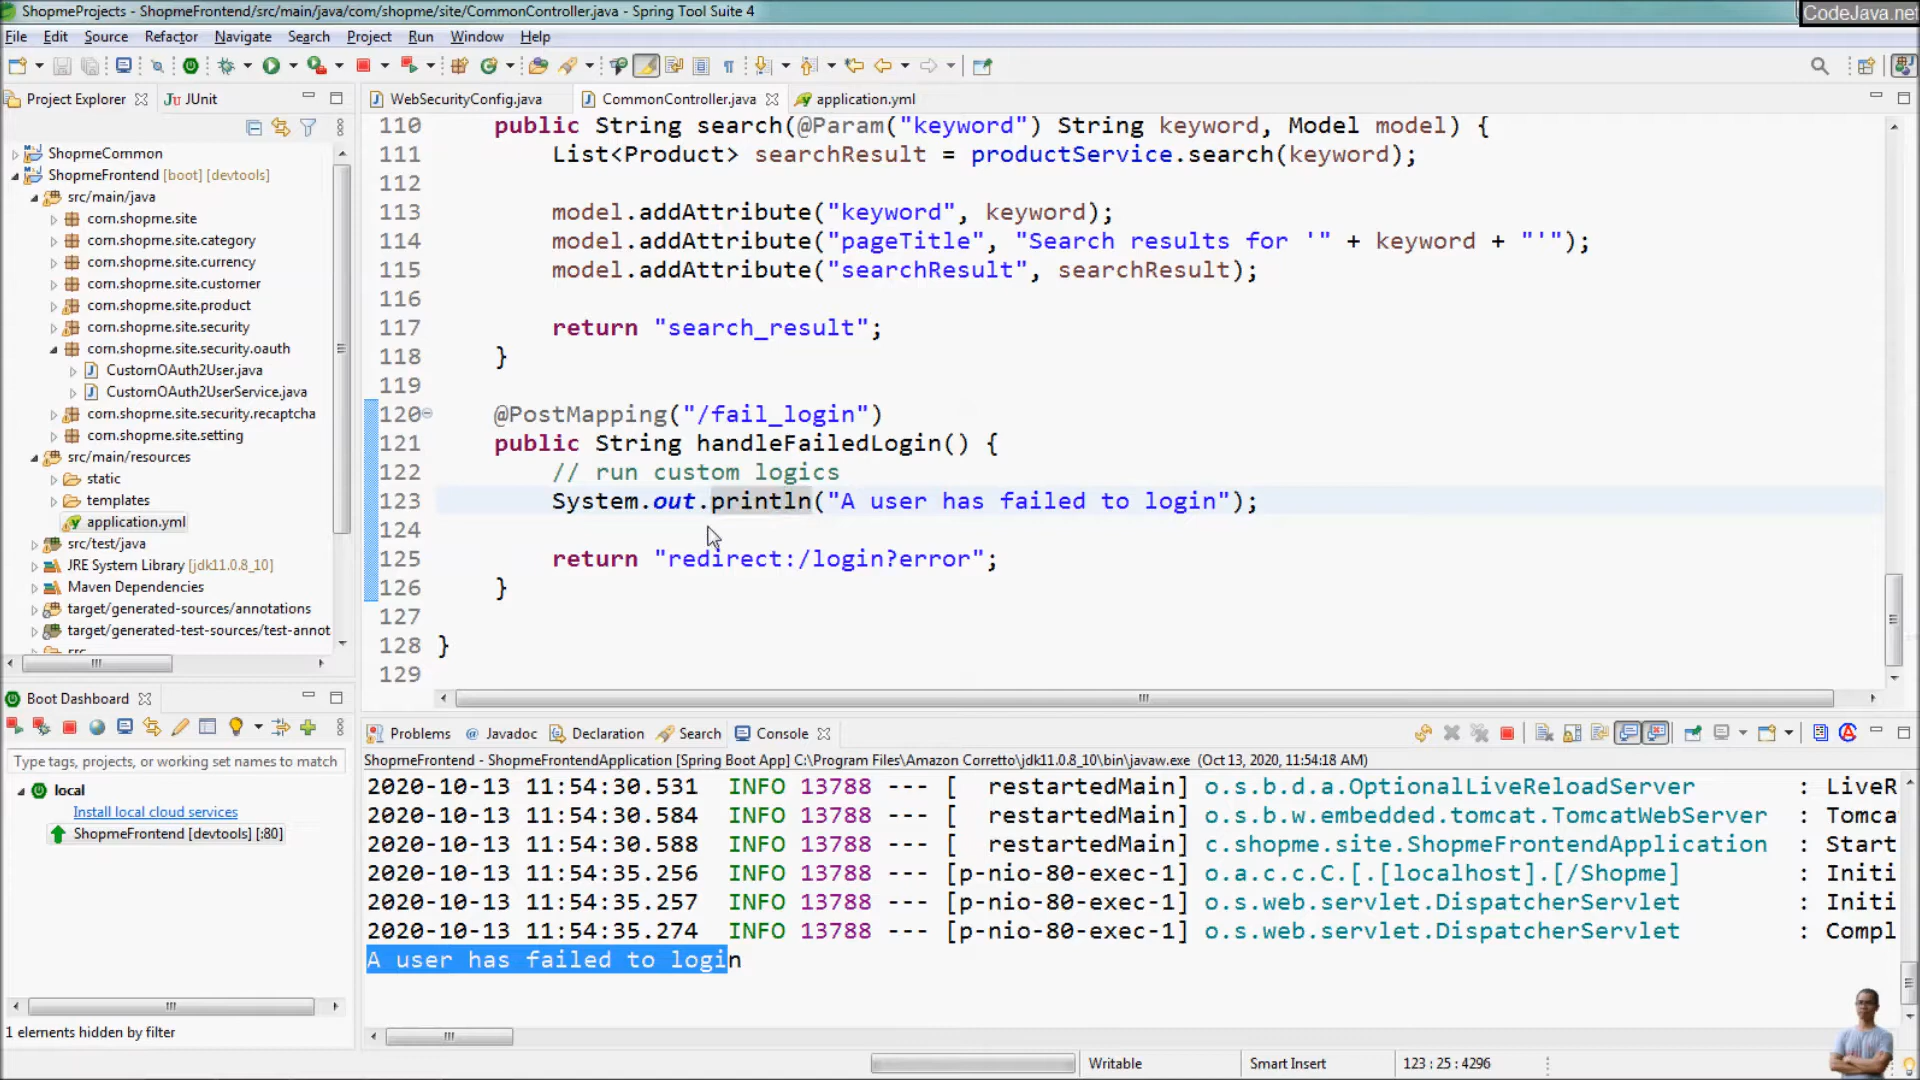 ShopmeProjects - ShopmeFrontend/src/main/java/com/shopme/site/CommonController.java - Spring Tool Suite 4
CodeJava.net
File Edit Source Refactor Navigate Search Project Run Window Help
Project Explorer JUnit
ShopmeCommon
ShopmeFrontend [boot] [devtools]
src/main/java
com.shopme.site
com.shopme.site.category
com.shopme.site.currency
com.shopme.site.customer
com.shopme.site.product
com.shopme.site.security
com.shopme.site.security.oauth
CustomOAuth2User.java
CustomOAuth2UserService.java
com.shopme.site.security.recaptcha
com.shopme.site.setting
src/main/resources
static
templates
application.yml
src/test/java
JRE System Library [jdk11.0.8_10]
Maven Dependencies
target/generated-sources/annotations
target/generated-test-sources/test-annot
src
WebSecurityConfig.java CommonController.java application.yml
110 public String search(@Param("keyword") String keyword, Model model) {
111 List<Product> searchResult = productService.search(keyword);
112
113 model.addAttribute("keyword", keyword);
114 model.addAttribute("pageTitle", "Search results for '" + keyword + "'");
115 model.addAttribute("searchResult", searchResult);
116
117 return "search_result";
118 }
119
120 @PostMapping("/fail_login")
121 public String handleFailedLogin() {
122 // run custom logics
123 System.out.println("A user has failed to login");
124
125 return "redirect:/login?error";
126 }
127
128 }
129
Boot Dashboard
Type tags, projects, or working set names to match
local
Install local cloud services
ShopmeFrontend [devtools] [:80]
1 elements hidden by filter
Problems Javadoc Declaration Search Console
ShopmeFrontend - ShopmeFrontendApplication [Spring Boot App] C:\Program Files\Amazon Corretto\jdk11.0.8_10\bin\javaw.exe (Oct 13, 2020, 11:54:18 AM)
2020-10-13 11:54:30.531 INFO 13788 --- [ restartedMain] o.s.b.d.a.OptionalLiveReloadServer : LiveR
2020-10-13 11:54:30.584 INFO 13788 --- [ restartedMain] o.s.b.w.embedded.tomcat.TomcatWebServer : Tomca
2020-10-13 11:54:30.588 INFO 13788 --- [ restartedMain] c.shopme.site.ShopmeFrontendApplication : Start
2020-10-13 11:54:35.256 INFO 13788 --- [p-nio-80-exec-1] o.a.c.c.C.[.[localhost].[/Shopme] : Initi
2020-10-13 11:54:35.257 INFO 13788 --- [p-nio-80-exec-1] o.s.web.servlet.DispatcherServlet : Initi
2020-10-13 11:54:35.274 INFO 13788 --- [p-nio-80-exec-1] o.s.web.servlet.DispatcherServlet : Compl
A user has failed to login
Writable Smart Insert 123 : 25 : 4296